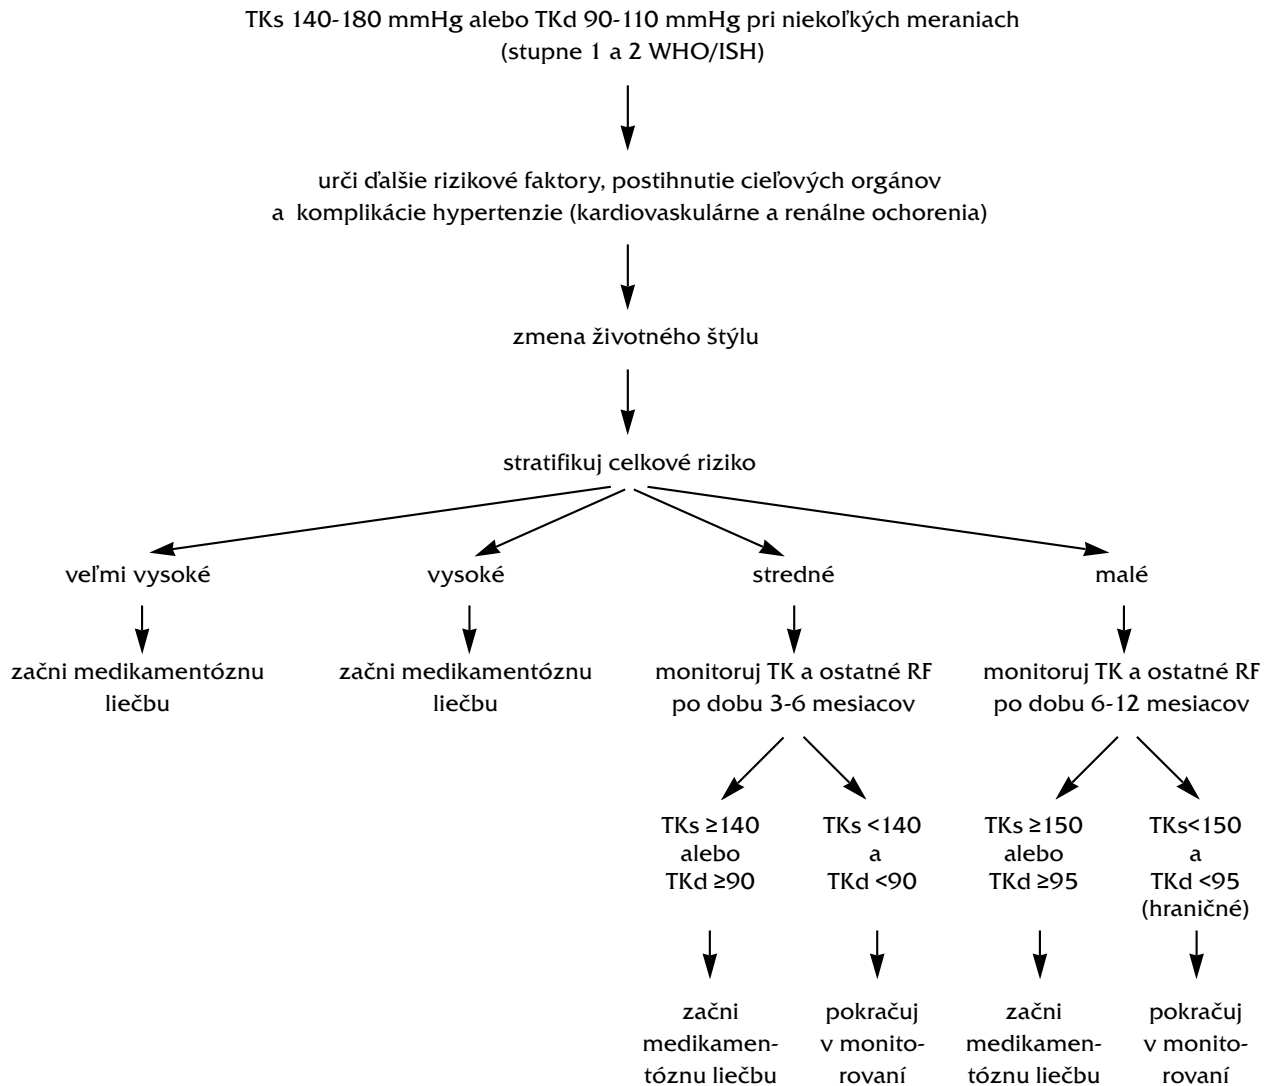 TKs 140-180 mmHg alebo TKd 90-110 mmHg pri niekoľkých meraniach
(stupne 1 a 2 WHO/ISH)
urči ďalšie rizikové faktory, postihnutie cieľových orgánov
a komplikácie hypertenzie (kardiovaskulárne a renálne ochorenia)
zmena životného štýlu
stratifikuj celkové riziko
veľmi vysoké
začni medikamentóznu
liečbu
vysoké
začni medikamentóznu
liečbu
stredné
monitoruj TK a ostatné RF
po dobu 3-6 mesiacov
TKs ≥140
alebo
TKd ≥90
začni
medikamen-
tóznu liečbu
TKs <140
a
TKd <90
pokračuj
v monito-
rovaní
malé
monitoruj TK a ostatné RF
po dobu 6-12 mesiacov
TKs ≥150
alebo
TKd ≥95
začni
medikamen-
tóznu liečbu
TKs<150
a
TKd <95
(hraničné)
pokračuj
v monito-
rovaní